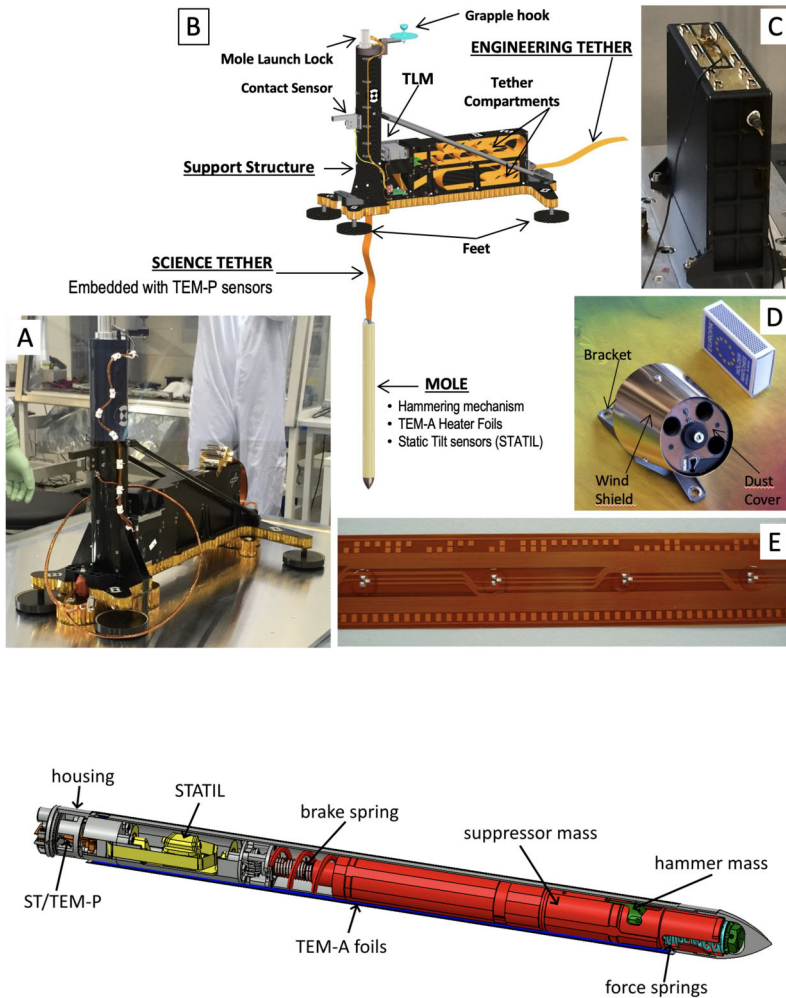 B
Grapple hook
Mole Launch Lock
ENGINEERING TETHER
Contact Sensor
TLM
Tether
Compartments
Support Structure
Feet
SCIENCE TETHER
Embedded with TEM-P sensors
MOLE
• Hammering mechanism
• TEM-A Heater Foils
• Static Tilt sensors (STATIL)
C
A
D
Bracket
EUROPA
Wind
Shield
Dust
Cover
E
housing
STATIL
brake spring
suppressor mass
hammer mass
ST/TEM-P
TEM-A foils
force springs